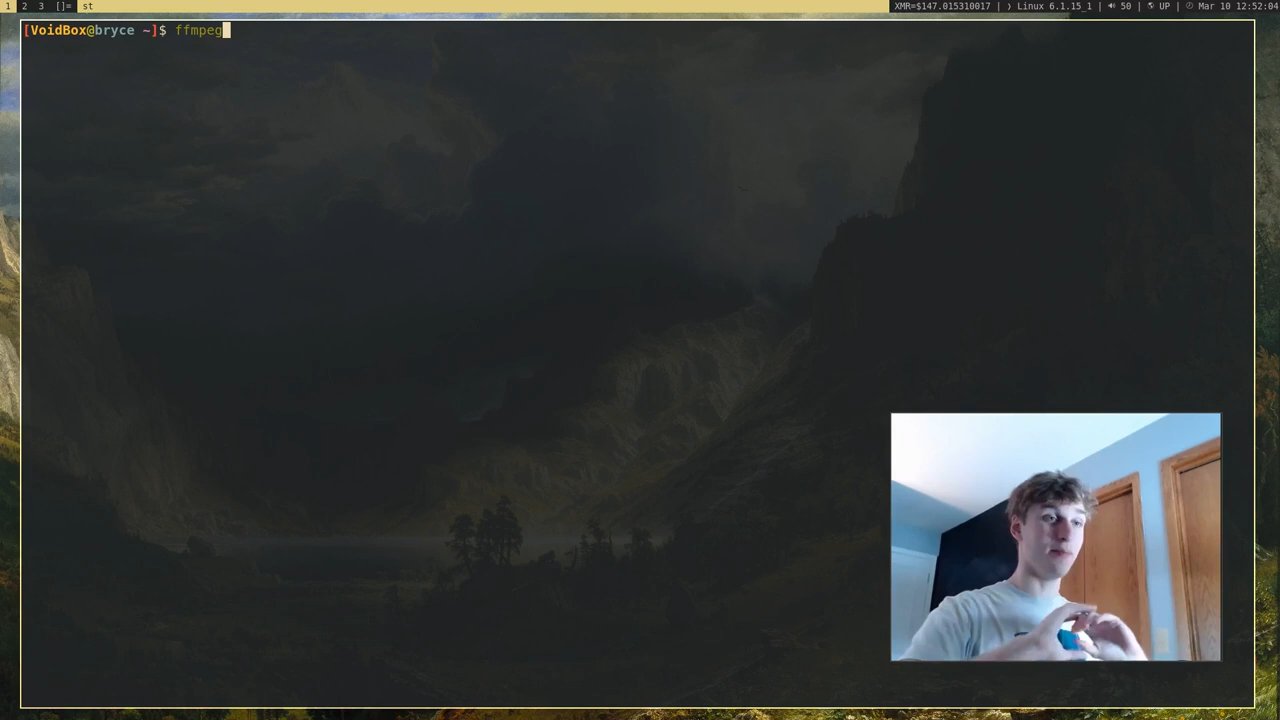 1 2 3 []= st XMR=$147.015310017 | Linux 6.1.15_1 | 50 | UP | Mar 10 12:52:04
[VoidBox@bryce ~]$ ffmpeg